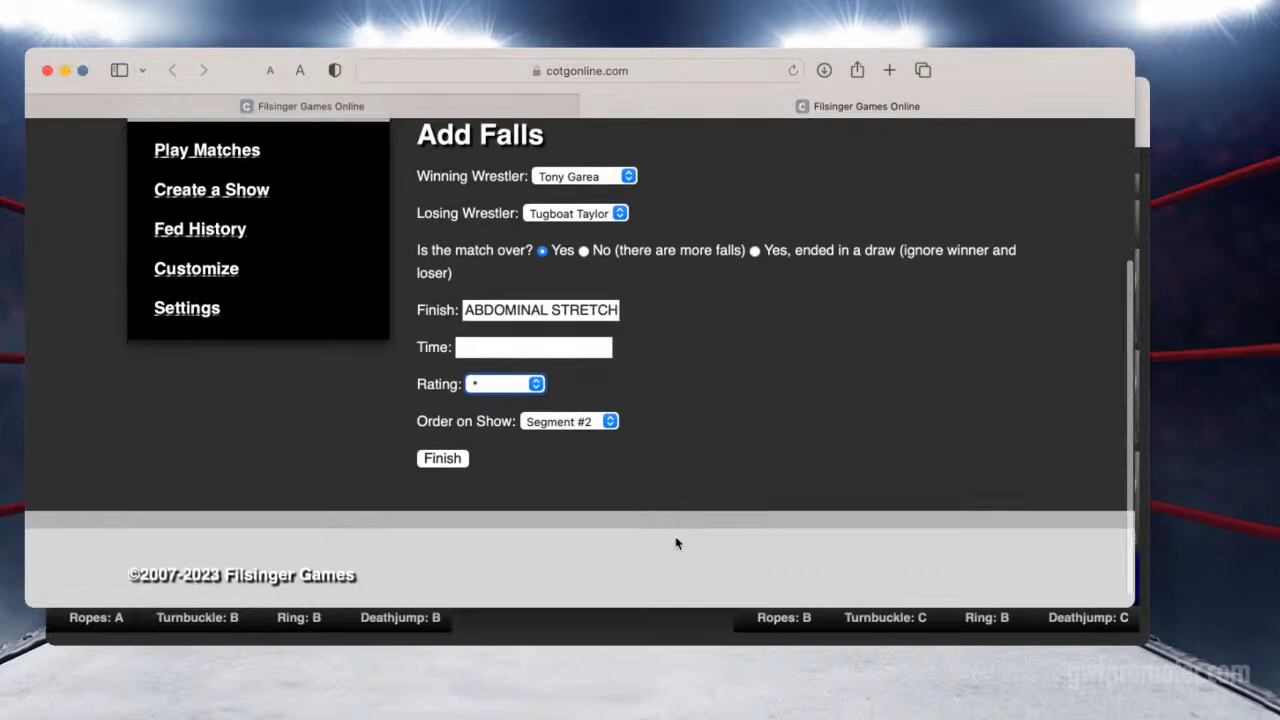 A A cotgonline.com
C Filsinger Games Online C Filsinger Games Online
Play Matches
Create a Show
Fed History
Customize
Settings
Add Falls
Winning Wrestler: Tony Garea
Losing Wrestler: Tugboat Taylor
Is the match over? Yes No (there are more falls) Yes, ended in a draw (ignore winner and
loser)
Finish: ABDOMINAL STRETCH
Time:
Rating: *
Order on Show: Segment #2
Finish
©2007-2023 Filsinger Games
Ropes: A Turnbuckle: B Ring: B Deathjump: B Ropes: B Turnbuckle: C Ring: B Deathjump: C
gwfpromoter.com